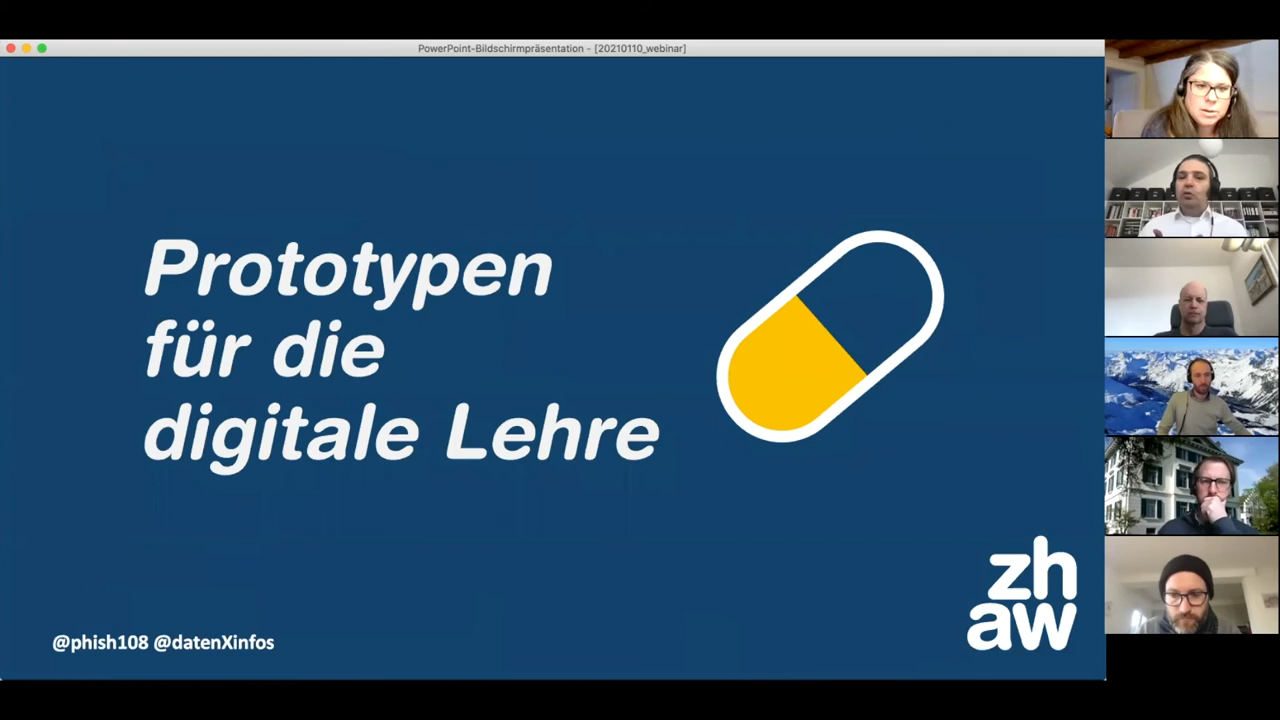 PowerPoint-Bildschirmpräsentation - [20210110_webinar]
Prototypen
für die
digitale Lehre
zh
aw
@phish108 @datenXinfos